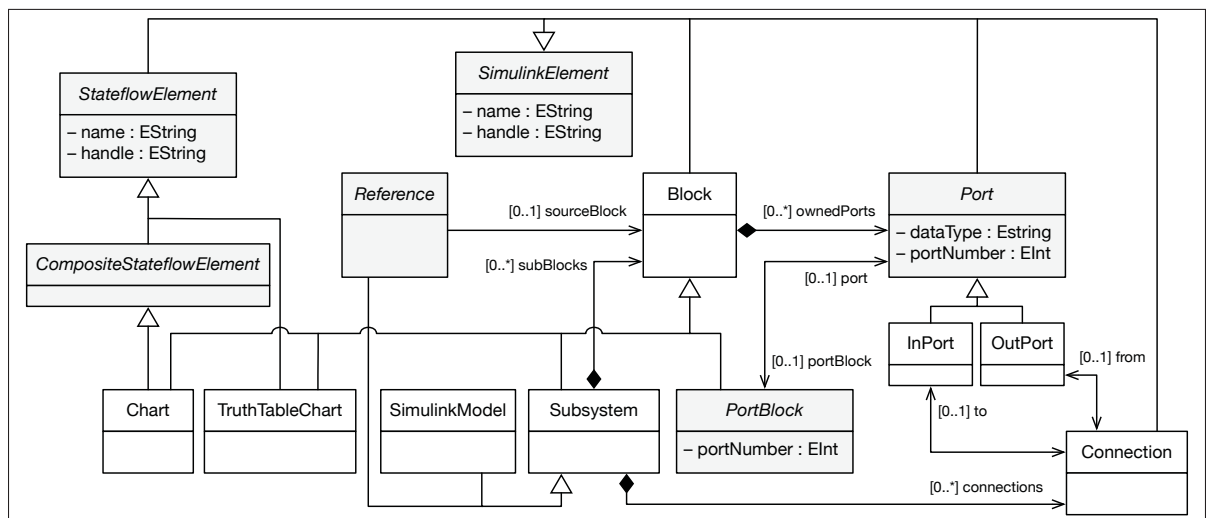 SimulinkElement
– name : EString
– handle : EString
StateflowElement
– name : EString
– handle : EString
Reference
[0..1] sourceBlock
Block
[0..*] ownedPorts
Port
– dataType : Estring
– portNumber : EInt
CompositeStateflowElement
[0..*] subBlocks
[0..1] port
InPort
OutPort
[0..1] from
[0..1] portBlock
Chart
TruthTableChart
SimulinkModel
Subsystem
PortBlock
– portNumber : EInt
[0..1] to
Connection
[0..*] connections